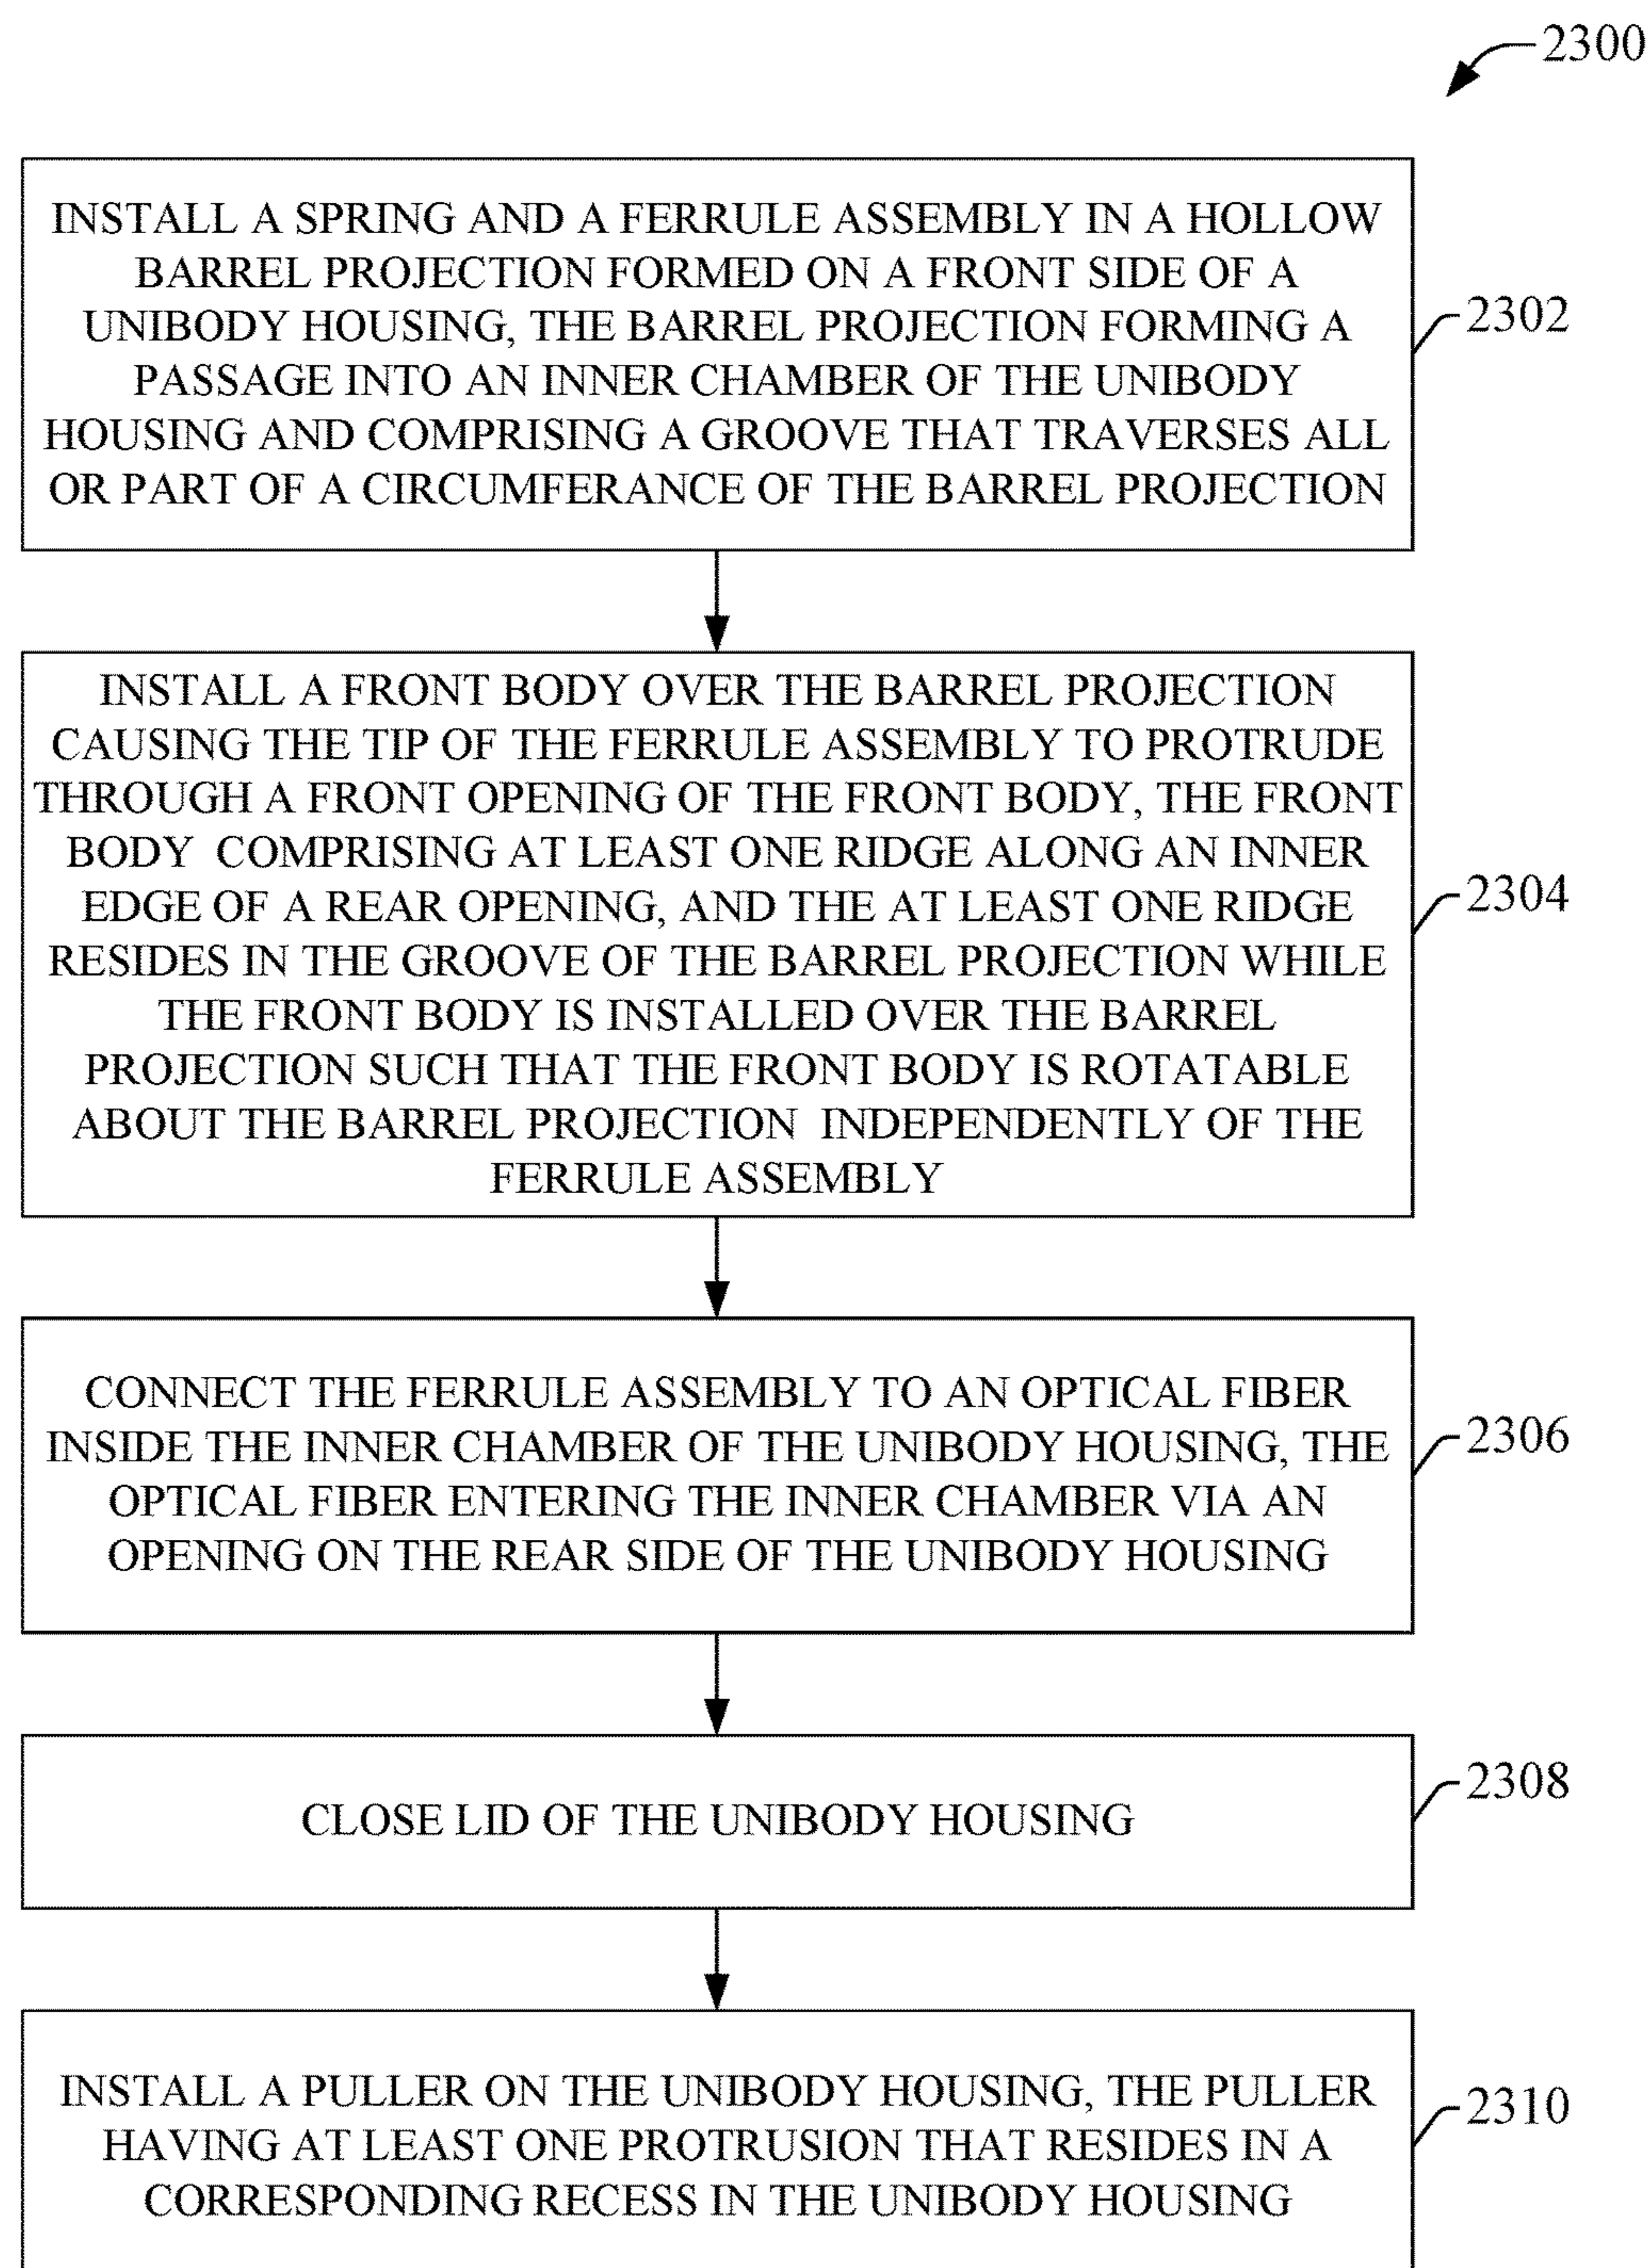 2300
INSTALL A SPRING AND A FERRULE ASSEMBLY IN A HOLLOW
BARREL PROJECTION FORMED ON A FRONT SIDE OF A
UNIBODY HOUSING, THE BARREL PROJECTION FORMING A
PASSAGE INTO AN INNER CHAMBER OF THE UNIBODY
HOUSING AND COMPRISING A GROOVE THAT TRAVERSES ALL
OR PART OF A CIRCUMFERANCE OF THE BARREL PROJECTION
2302
INSTALL A FRONT BODY OVER THE BARREL PROJECTION
CAUSING THE TIP OF THE FERRULE ASSEMBLY TO PROTRUDE
THROUGH A FRONT OPENING OF THE FRONT BODY, THE FRONT
BODY COMPRISING AT LEAST ONE RIDGE ALONG AN INNER
EDGE OF A REAR OPENING, AND THE AT LEAST ONE RIDGE
RESIDES IN THE GROOVE OF THE BARREL PROJECTION WHILE
THE FRONT BODY IS INSTALLED OVER THE BARREL
PROJECTION SUCH THAT THE FRONT BODY IS ROTATABLE
ABOUT THE BARREL PROJECTION INDEPENDENTLY OF THE
FERRULE ASSEMBLY
2304
CONNECT THE FERRULE ASSEMBLY TO AN OPTICAL FIBER
INSIDE THE INNER CHAMBER OF THE UNIBODY HOUSING, THE
OPTICAL FIBER ENTERING THE INNER CHAMBER VIA AN
OPENING ON THE REAR SIDE OF THE UNIBODY HOUSING
2306
CLOSE LID OF THE UNIBODY HOUSING
2308
INSTALL A PULLER ON THE UNIBODY HOUSING, THE PULLER
HAVING AT LEAST ONE PROTRUSION THAT RESIDES IN A
CORRESPONDING RECESS IN THE UNIBODY HOUSING
2310